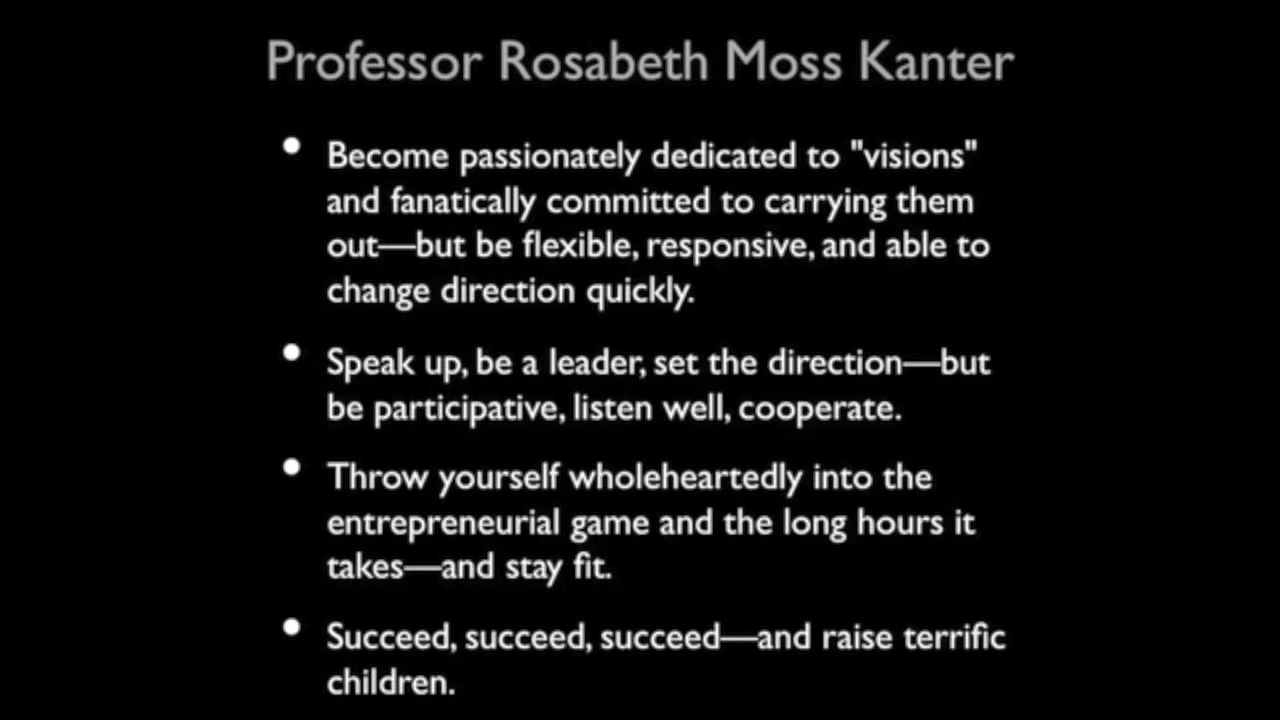 Professor Rosabeth Moss Kanter
• Become passionately dedicated to "visions"
and fanatically committed to carrying them
out—but be flexible, responsive, and able to
change direction quickly.
• Speak up, be a leader, set the direction—but
be participative, listen well, cooperate.
• Throw yourself wholeheartedly into the
entrepreneurial game and the long hours it
takes—and stay fit.
• Succeed, succeed, succeed—and raise terrific
children.